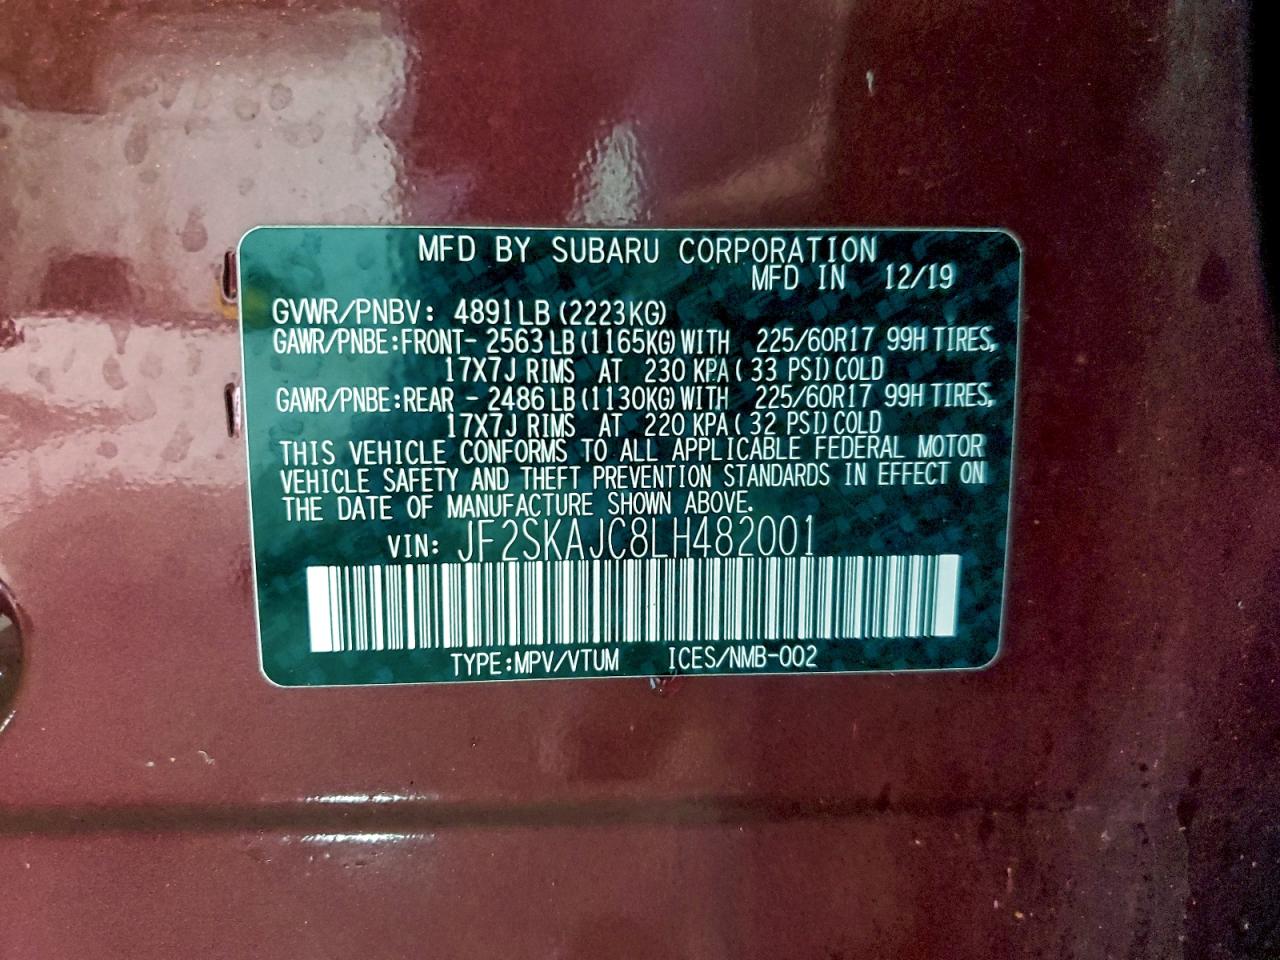 MFD BY SUBARU CORPORATION
MFD IN 12/19
GVWR/PNBV: 4891LB(2223KG)
GAWR/PNBE:FRONT- 2563LB(1165KG)WITH 225/60R17 99H TIRES,
17X7J RIMS AT 230 KPA(33 PSI)COLD
GAWR/PNBE:REAR - 2486LB(1130KG)WITH 225/60R17 99H TIRES,
17X7J RIMS AT 220 KPA(32 PSI)COLD
THIS VEHICLE CONFORMS TO ALL APPLICABLE FEDERAL MOTOR
VEHICLE SAFETY AND THEFT PREVENTION STANDARDS IN EFFECT ON
THE DATE OF MANUFACTURE SHOWN ABOVE.
VIN: JF2SKAJC8LH482001
TYPE:MPV/VTUM ICES/NMB-002